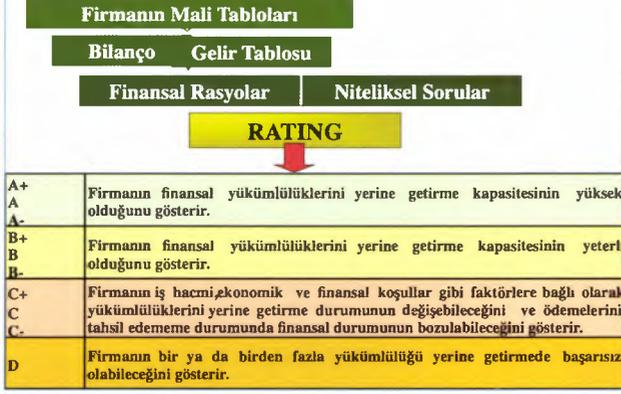 Firmanın Mali Tabloları
Bilanço Gelir Tablosu
Finansal Rasyolar Niteliksel Sorular
RATING
A+
A
A-
Firmanın finansal yükümlülüklerini yerine getirme kapasitesinin yüksek
olduğunu gösterir.
B+
B
B-
Firmanın finansal yükümlülüklerini yerine getirme kapasitesinin yeterli
olduğunu gösterir.
C+
C
C-
Firmanın iş hacmi,ekonomik ve finansal koşullar gibi faktörlere bağlı olarak
yükümlülüklerini yerine getirme durumunun değişebileceğini ve ödemelerini
tahsil edememe durumunda finansal durumunun bozulabileceğini gösterir.
D
Firmanın bir ya da birden fazla yükümlülüğü yerine getirmede başarısız
olabileceğini gösterir.